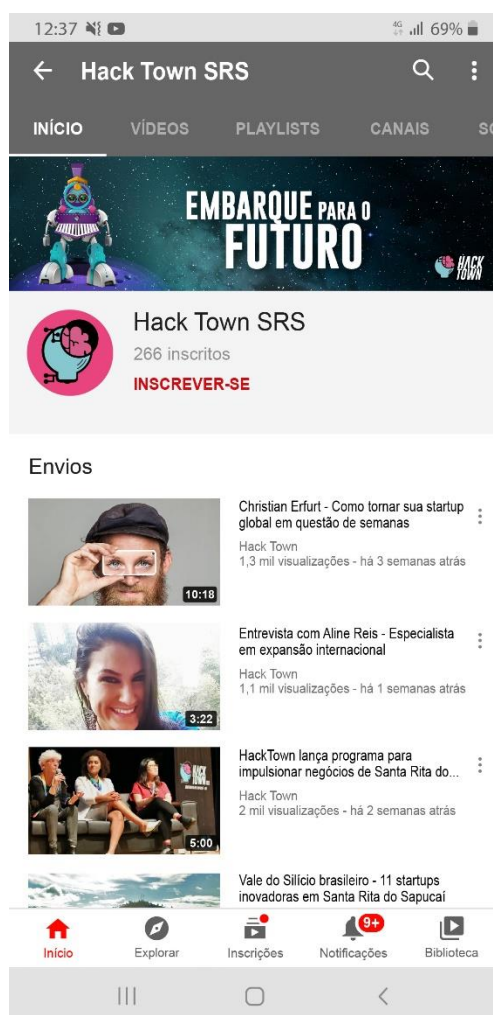 12:37
4G
69%
Hack Town SRS
INÍCIO
VÍDEOS
PLAYLISTS
CANAIS
EMBARQUE PARA O
FUTURO
HACK
TOWN
Hack Town SRS
266 inscritos
INSCREVER-SE
Envios
Christian Erfurt - Como tornar sua startup
global em questão de semanas
Hack Town
1,3 mil visualizações - há 3 semanas atrás
10:18
Entrevista com Aline Reis - Especialista
em expansão internacional
Hack Town
1,1 mil visualizações - há 1 semanas atrás
3:22
HackTown lança programa para
impulsionar negócios de Santa Rita do...
Hack Town
2 mil visualizações - há 2 semanas atrás
5:00
Vale do Silício brasileiro - 11 startups
inovadoras em Santa Rita do Sapucaí
9+
Início
Explorar
Inscrições
Notificações
Biblioteca